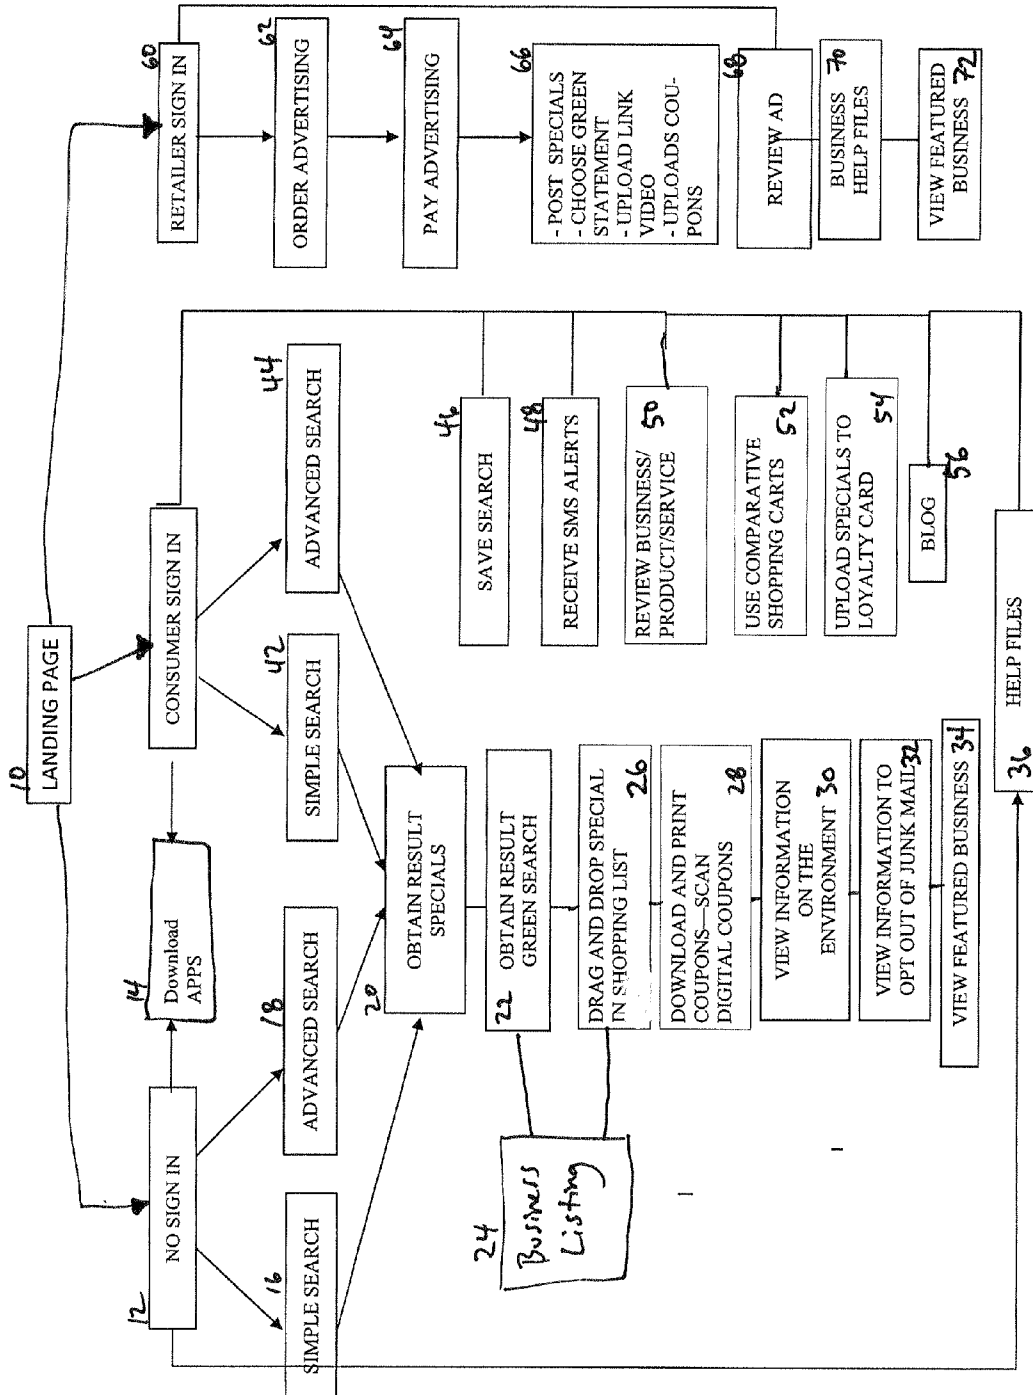 10
LANDING PAGE
12
NO SIGN IN
14
Download
APPS
CONSUMER SIGN IN
60
RETAILER SIGN IN
16
SIMPLE SEARCH
18
ADVANCED SEARCH
42
SIMPLE SEARCH
44
ADVANCED SEARCH
62
ORDER ADVERTISING
20
OBTAIN RESULT
SPECIALS
64
PAY ADVERTISING
22
OBTAIN RESULT
GREEN SEARCH
24
Business
Listing
DRAG AND DROP SPECIAL
IN SHOPPING LIST
26
DOWNLOAD AND PRINT
COUPONS—SCAN
DIGITAL COUPONS
28
VIEW INFORMATION
ON THE
ENVIRONMENT 30
VIEW INFORMATION TO
OPT OUT OF JUNK MAIL 32
VIEW FEATURED BUSINESS 34
36
HELP FILES
46
SAVE SEARCH
48
RECEIVE SMS ALERTS
REVIEW BUSINESS/
PRODUCT/SERVICE
50
USE COMPARATIVE
SHOPPING CARTS
52
UPLOAD SPECIALS TO
LOYALTY CARD
54
BLOG
56
66
- POST SPECIALS
- CHOOSE GREEN
STATEMENT
- UPLOAD LINK
VIDEO
- UPLOADS COU-
PONS
68
REVIEW AD
BUSINESS 70
HELP FILES
VIEW FEATURED
BUSINESS 72